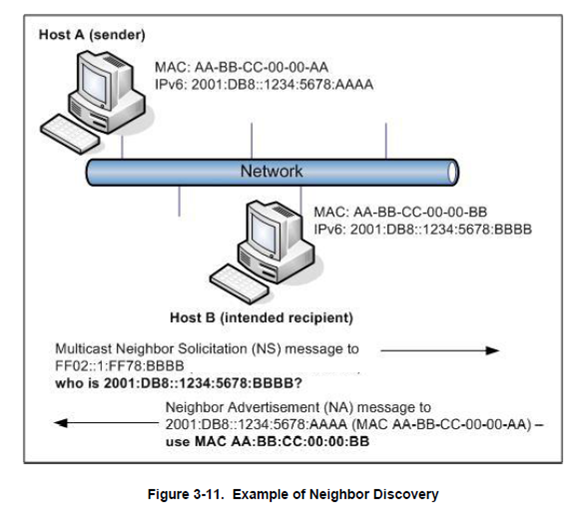 Host A (sender)
MAC: AA-BB-CC-00-00-AA
IPv6: 2001:DB8::1234:5678:AAAA
Network
MAC: AA-BB-CC-00-00-BB
IPv6: 2001:DB8::1234:5678:BBBB
Host B (intended recipient)
Multicast Neighbor Solicitation (NS) message to
FF02::1:FF78:BBBB
who is 2001:DB8::1234:5678:BBBB?
Neighbor Advertisement (NA) message to
2001:DB8::1234:5678:AAAA (MAC AA-BB-CC-00-00-AA) –
use MAC AA:BB:CC:00:00:BB
Figure 3-11. Example of Neighbor Discovery